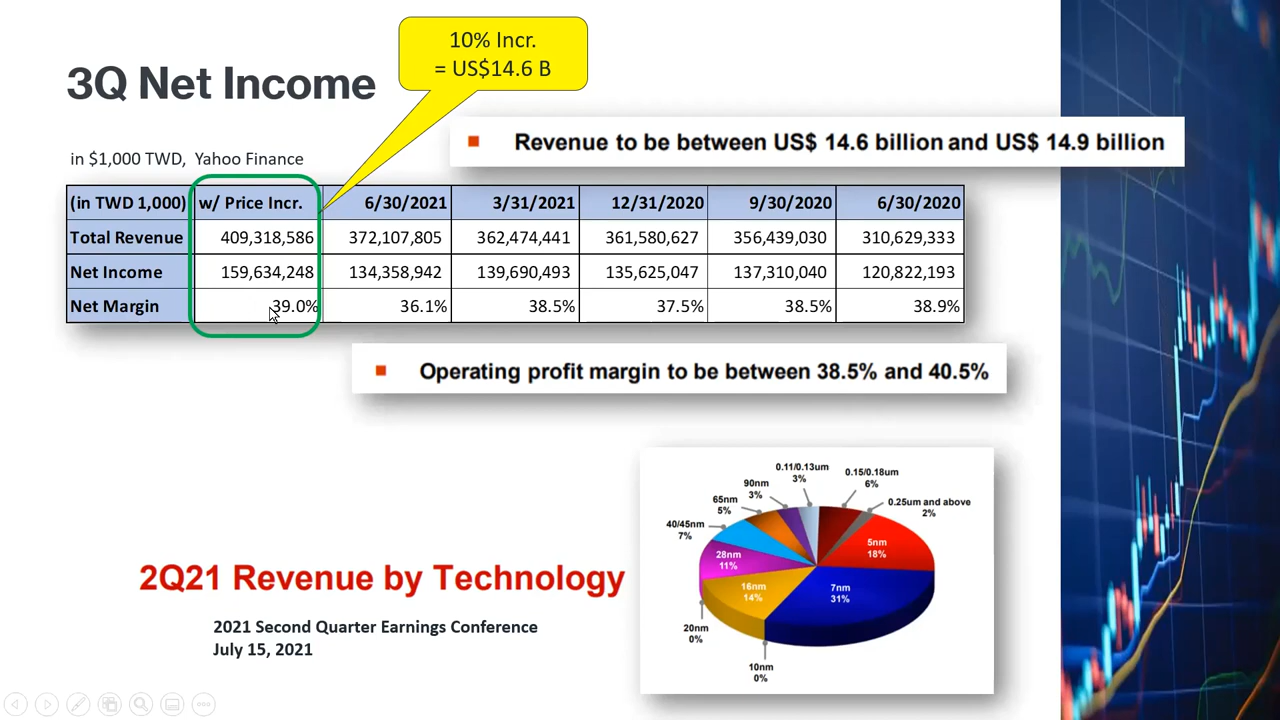 10% Incr.
= US$14.6 B
3Q Net Income
▪ Revenue to be between US$ 14.6 billion and US$ 14.9 billion
in $1,000 TWD, Yahoo Finance
(in TWD 1,000) w/ Price Incr. 6/30/2021 3/31/2021 12/31/2020 9/30/2020 6/30/2020
Total Revenue 409,318,586 372,107,805 362,474,441 361,580,627 356,439,030 310,629,333
Net Income 159,634,248 134,358,942 139,690,493 135,625,047 137,310,040 120,822,193
Net Margin 39.0% 36.1% 38.5% 37.5% 38.5% 38.9%
▪ Operating profit margin to be between 38.5% and 40.5%
2Q21 Revenue by Technology
2021 Second Quarter Earnings Conference
July 15, 2021
0.11/0.13um
3%
0.15/0.18um
6%
90nm
3%
0.25um and above
2%
65nm
5%
40/45nm
7%
5nm
18%
28nm
11%
16nm
14%
7nm
31%
20nm
0%
10nm
0%